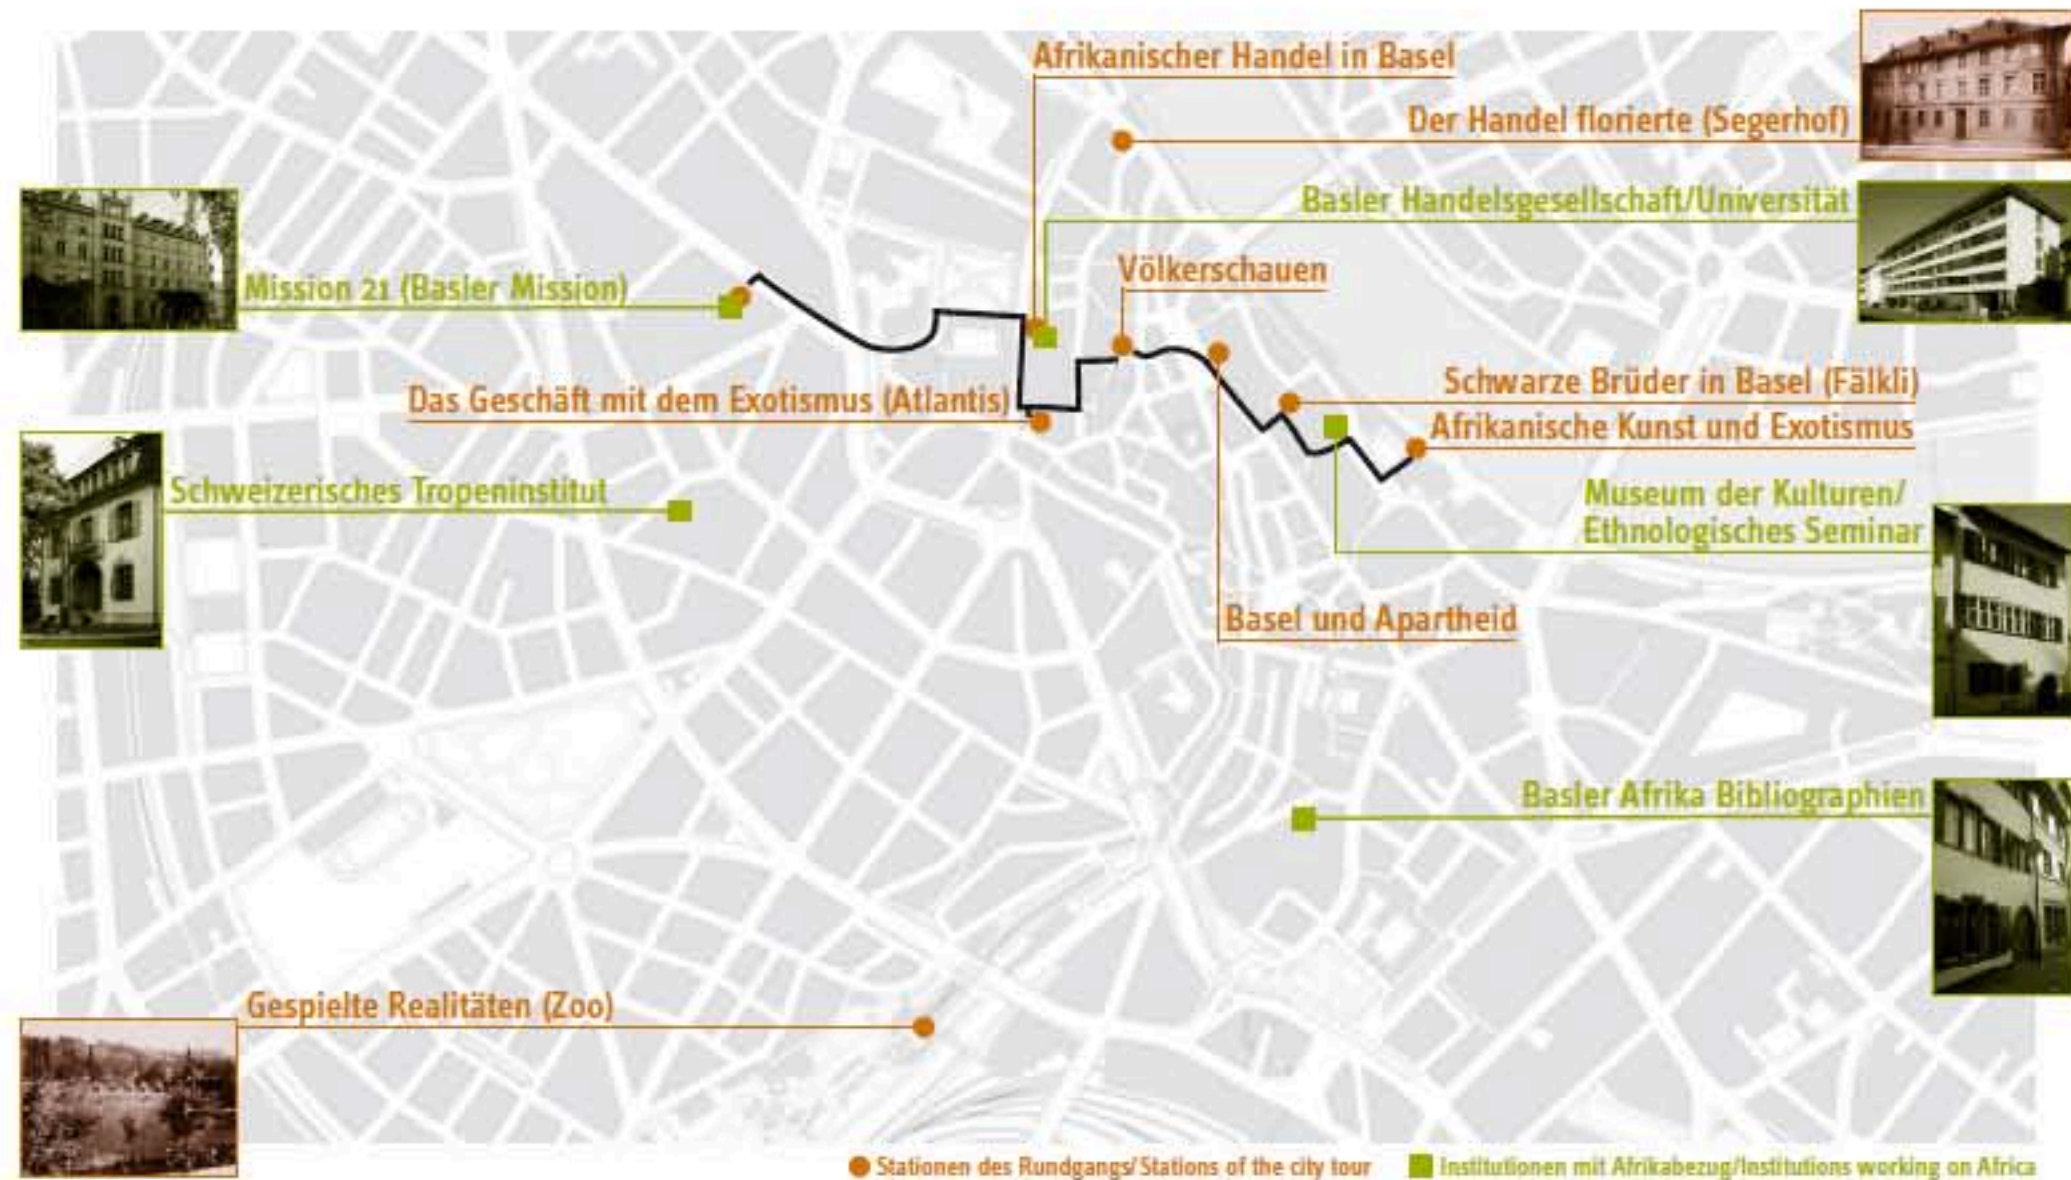 Afrikanischer Handel in Basel
Der Handel florierte (Segerhof)
Basler Handelsgesellschaft/Universität
Völkerschauen
Mission 21 (Basler Mission)
Das Geschäft mit dem Exotismus (Atlantis)
Schwarze Brüder in Basel (Fälkli)
Afrikanische Kunst und Exotismus
Schweizerisches Tropeninstitut
Museum der Kulturen/
Ethnologisches Seminar
Basel und Apartheid
Basler Afrika Bibliographien
Gespielte Realitäten (Zoo)
Stationen des Rundgangs/Stations of the city tour
Institutionen mit Afrikabezug/Institutions working on Africa